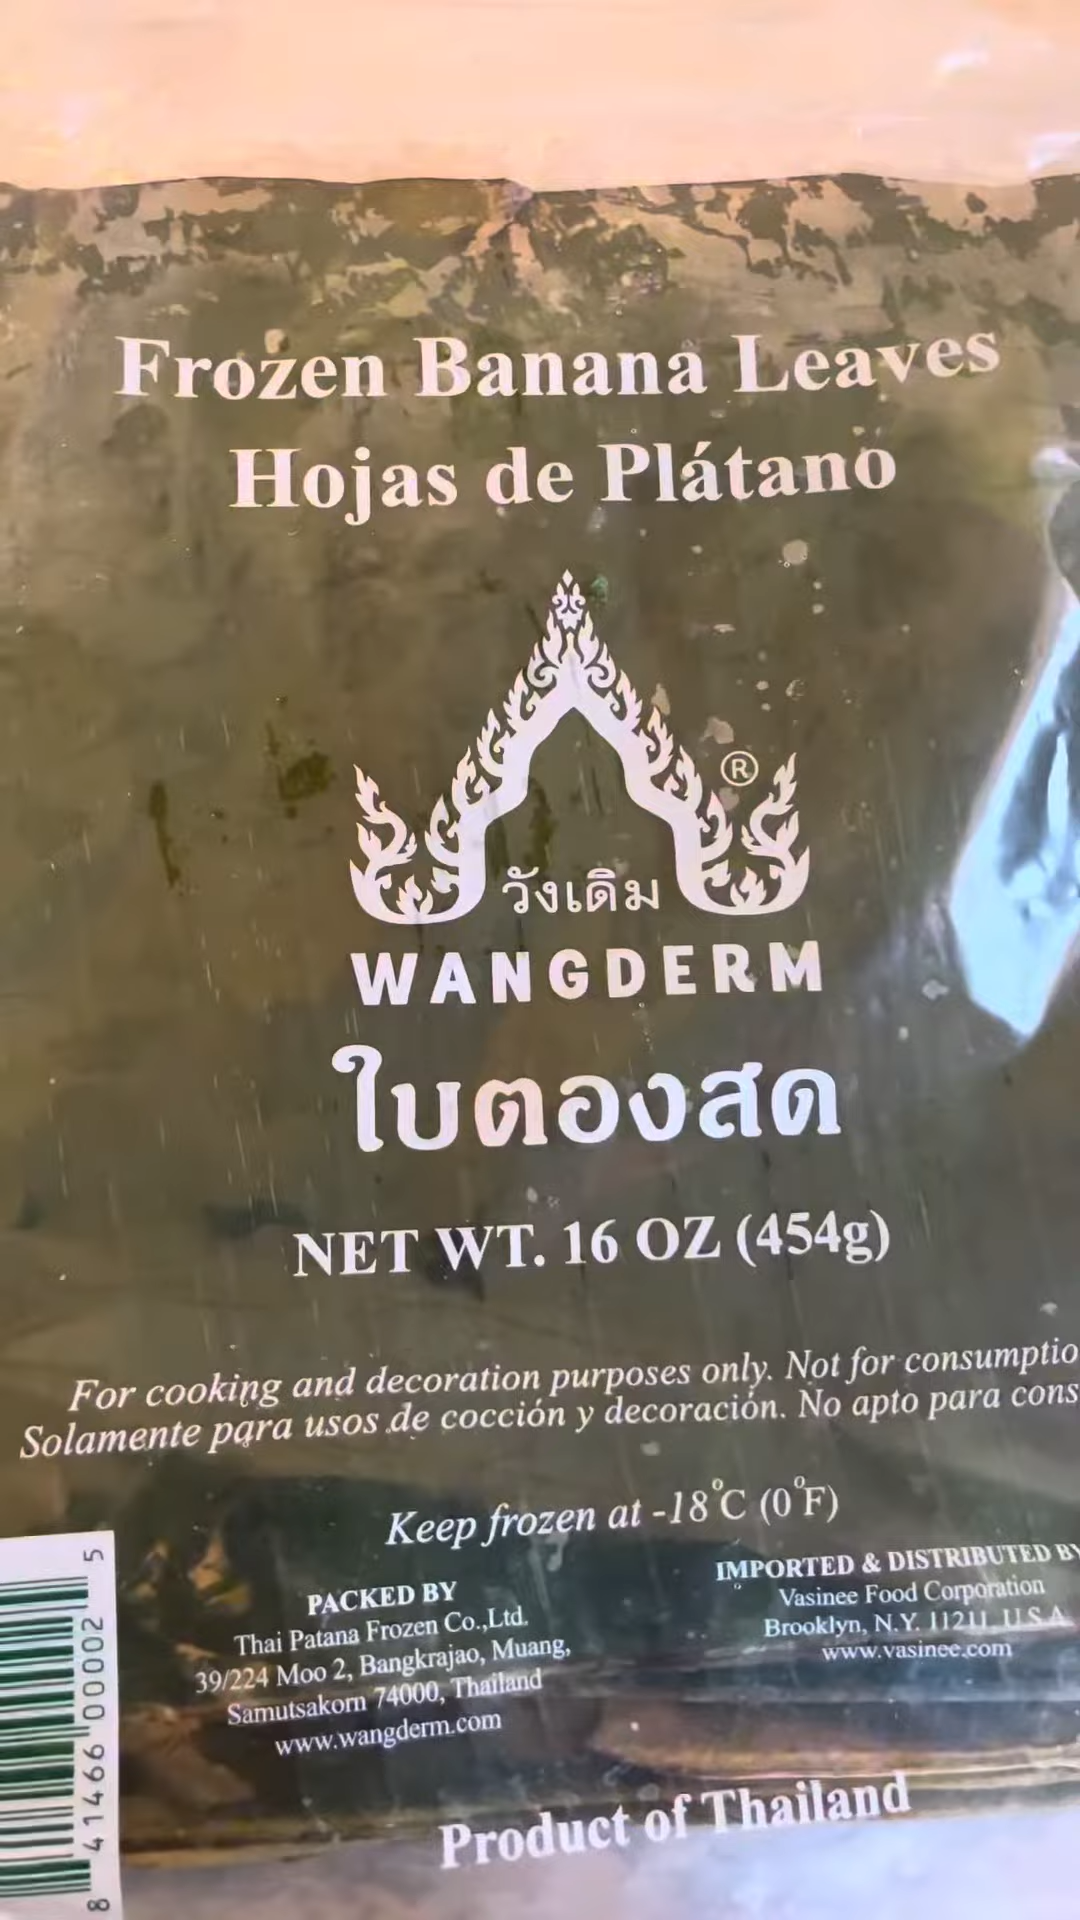 Frozen Banana Leaves
Hojas de Plátano
®
วังเดิม
WANGDERM
ใบตองสด
NET WT. 16 OZ (454g)
For cooking and decoration purposes only. Not for consumptio
Solamente para usos de cocción y decoración. No apto para cons
Keep frozen at -18°C (0°F)
PACKED BY
Thai Patana Frozen Co.,Ltd.
39/224 Moo 2, Bangkrajao, Muang,
Samutsakorn 74000, Thailand
www.wangderm.com
IMPORTED & DISTRIBUTED BY
Vasinee Food Corporation
Brooklyn, N.Y. 11211, U.S.A.
www.vasinee.com
Product of Thailand
8 41466 00002 5